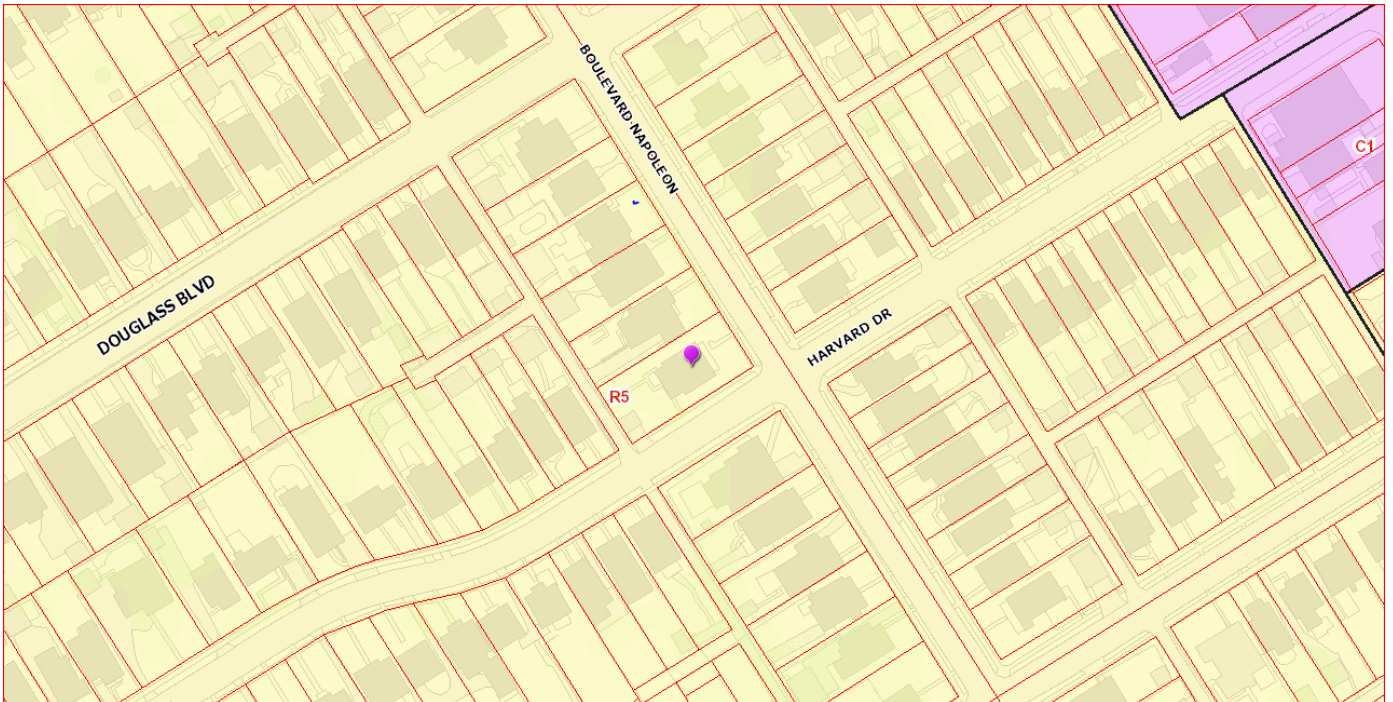 BOULEVARD NAPOLEON
C1
DOUGLASS BLVD
HARVARD DR
R5